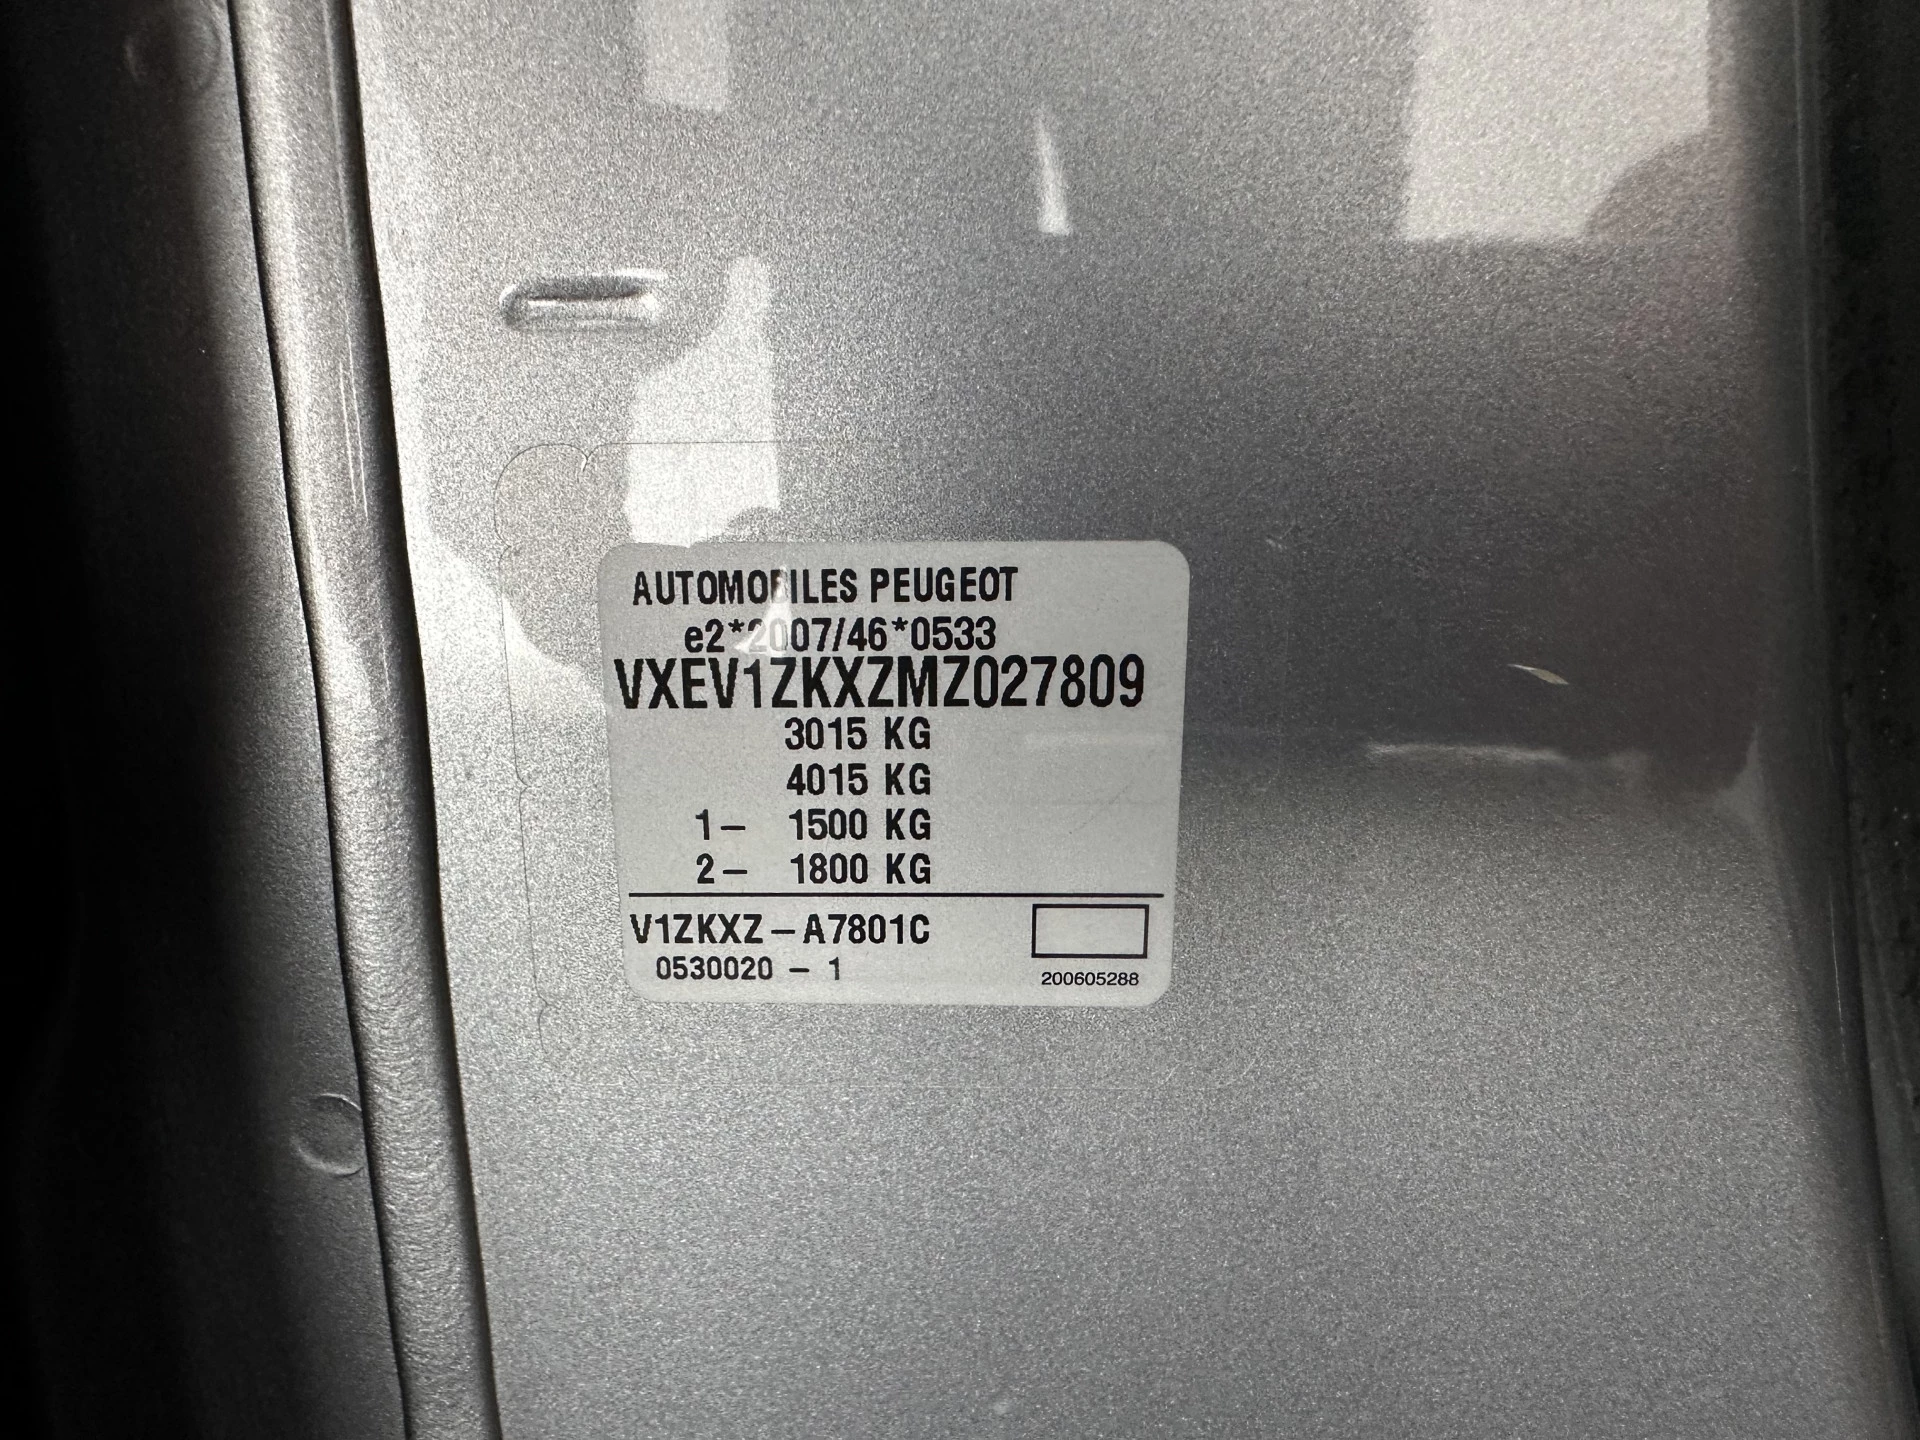 AUTOMOBILES PEUGEOT
e2*2007/46*0533
VXEV1ZKXZMZ027809
3015 KG
4015 KG
1- 1500 KG
2- 1800 KG
V1ZKXZ-A7801C
0530020 - 1
200605288